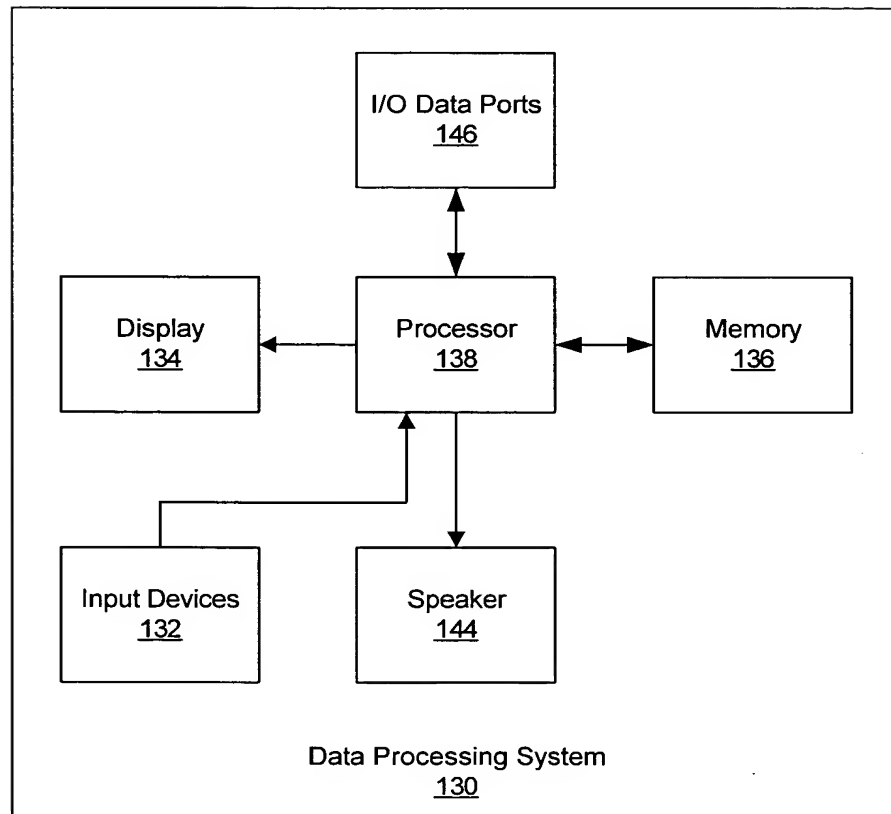 I/O Data Ports
146
Display
134
Processor
138
Memory
136
Input Devices
132
Speaker
144
Data Processing System
130